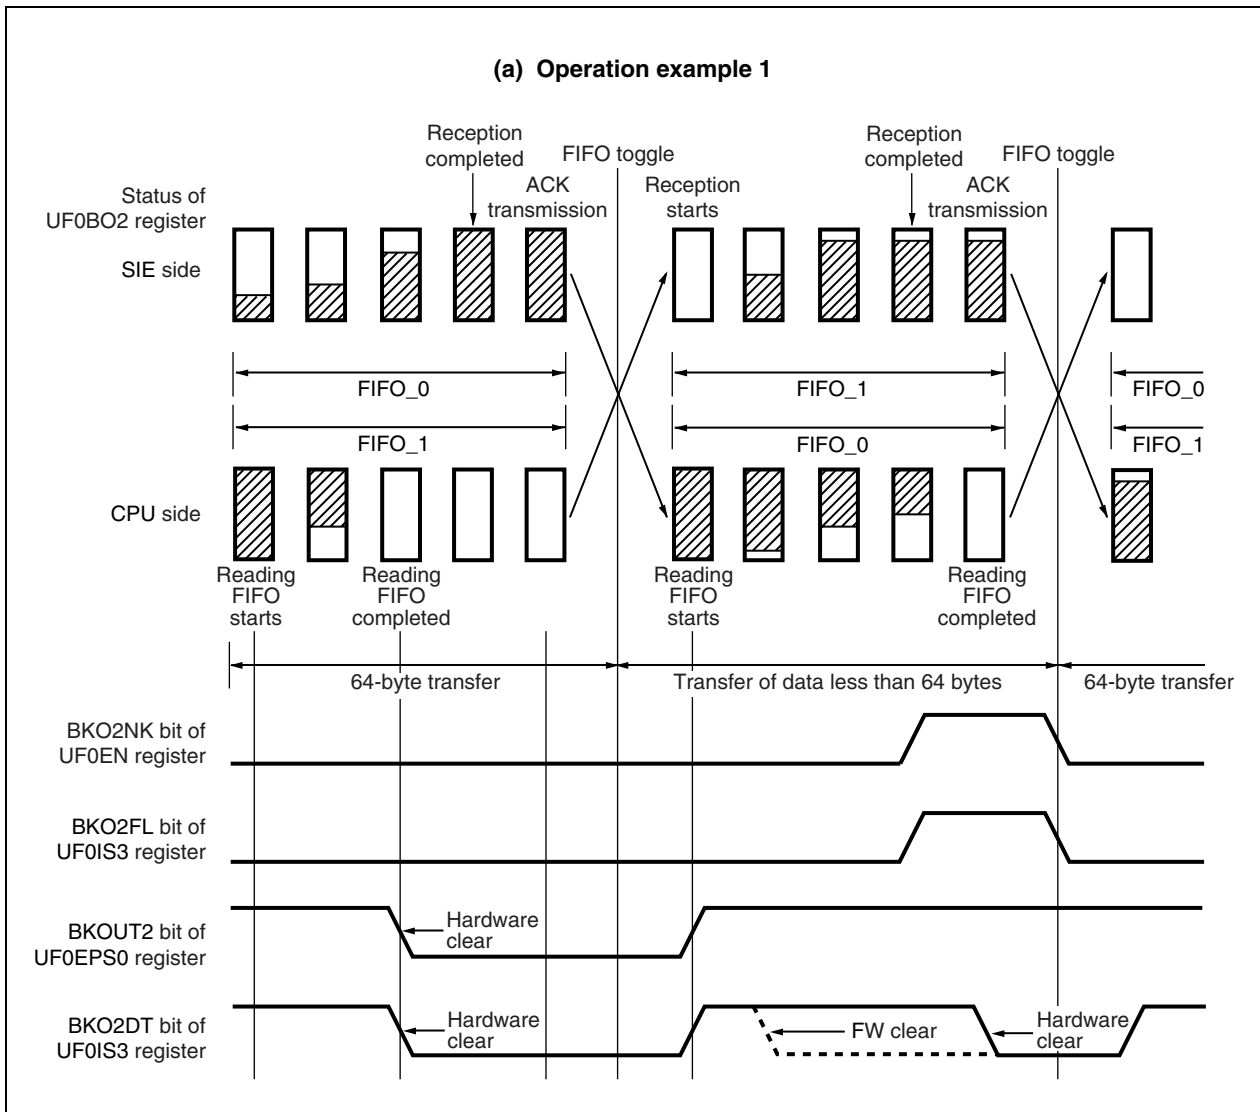 (a) Operation example 1
Reception
completed
FIFO toggle
Reception
completed
FIFO toggle
Status of
UF0BO2 register
ACK
transmission
Reception
starts
ACK
transmission
SIE side
FIFO_0
FIFO_1
FIFO_0
FIFO_1
FIFO_0
FIFO_1
CPU side
Reading
FIFO
starts
Reading
FIFO
completed
Reading
FIFO
starts
Reading
FIFO
completed
64-byte transfer
Transfer of data less than 64 bytes
64-byte transfer
BKO2NK bit of
UF0EN register
BKO2FL bit of
UF0IS3 register
BKOUT2 bit of
UF0EPS0 register
Hardware
clear
BKO2DT bit of
UF0IS3 register
Hardware
clear
FW clear
Hardware
clear